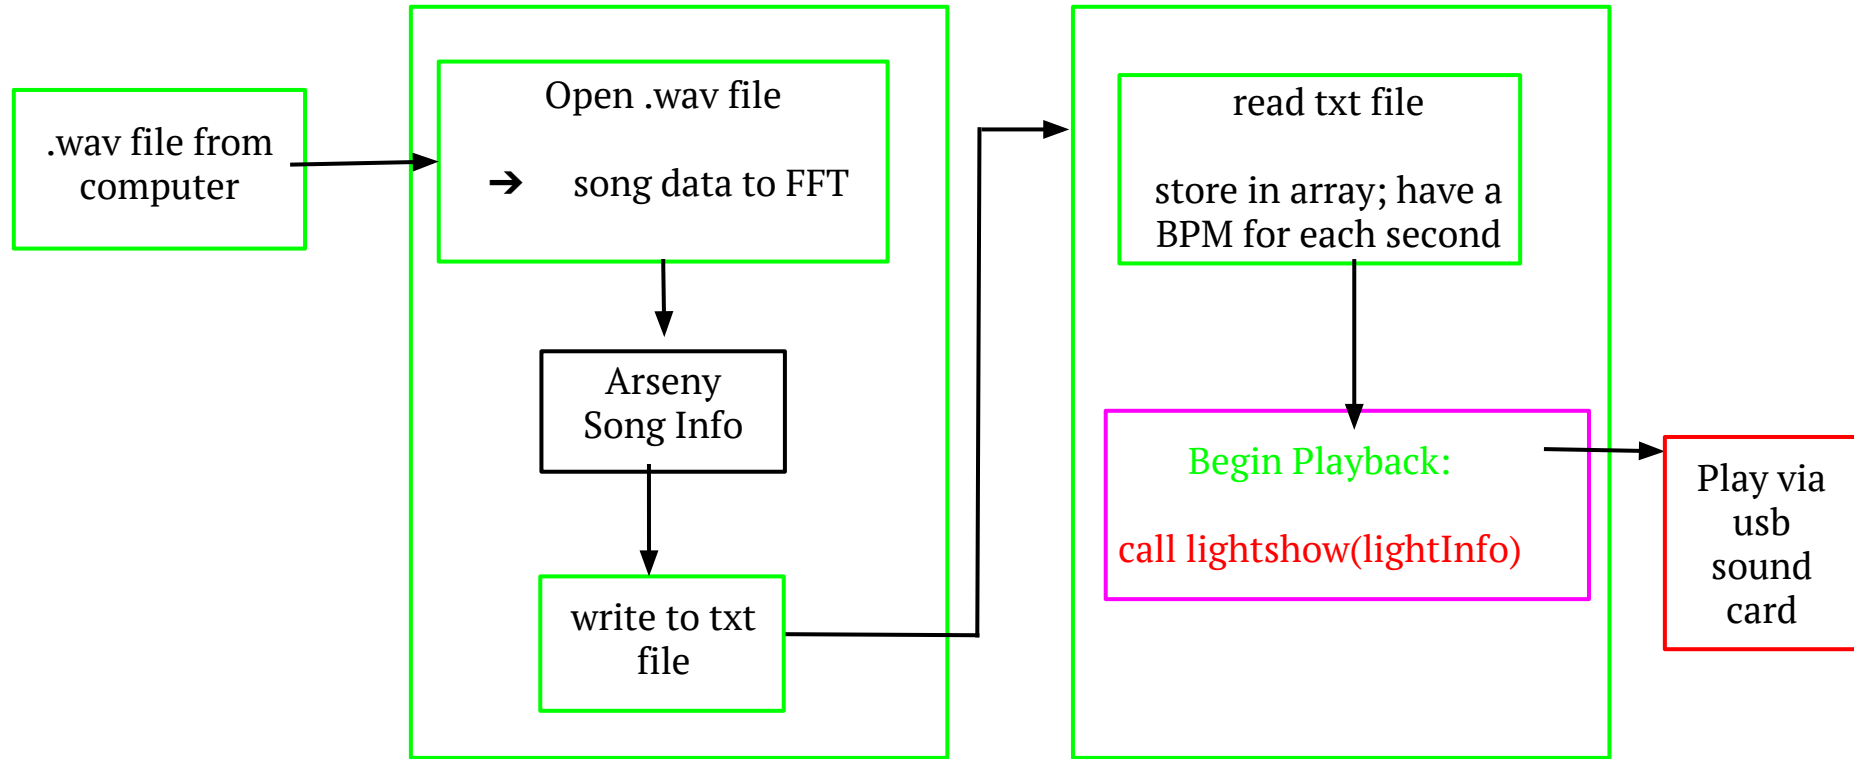 .wav file from
computer
Open .wav file
➔ song data to FFT
Arseny
Song Info
write to txt
file
read txt file
store in array; have a
BPM for each second
Begin Playback:
call lightshow(lightInfo)
Play via
usb
sound
card